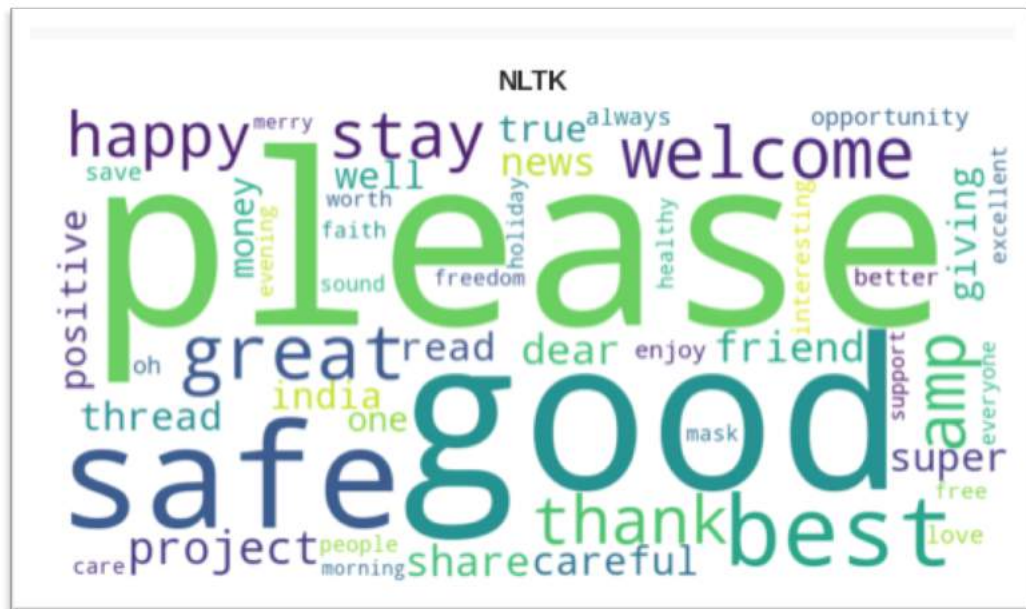 NLTK
happy
merry
stay
true
always
opportunity
save
well
news
welcome
please
money
evening
worth
faith
sound
freedom
holiday
healthy
interesting
better
giving
excellent
positive
oh
great
read
dear
enjoy
friend
support
amp
everyone
thread
india
one
good
mask
super
safe
free
project
people
morning
care
share
thank
careful
best
love